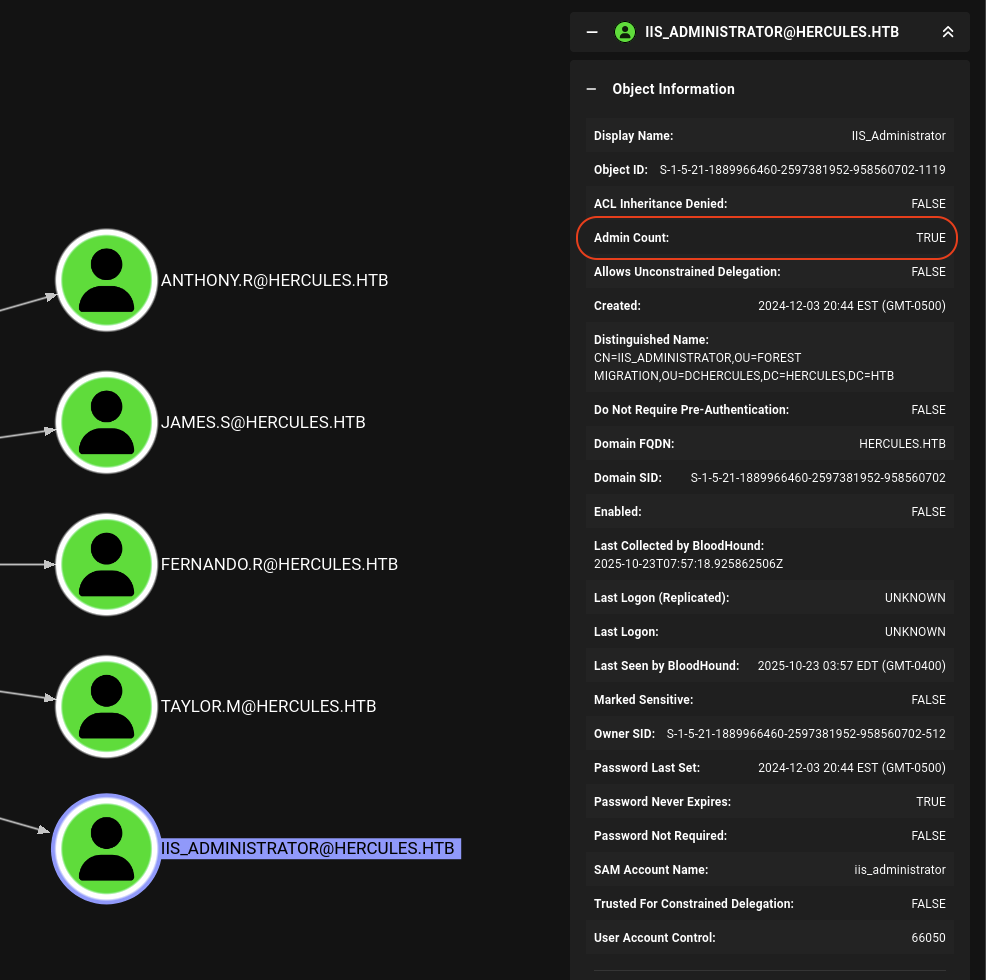 ANTHONY.R@HERCULES.HTB
JAMES.S@HERCULES.HTB
FERNANDO.R@HERCULES.HTB
TAYLOR.M@HERCULES.HTB
IIS_ADMINISTRATOR@HERCULES.HTB
IIS_ADMINISTRATOR@HERCULES.HTB
Object Information
Display Name: IIS_Administrator
Object ID: S-1-5-21-1889966460-2597381952-958560702-1119
ACL Inheritance Denied: FALSE
Admin Count: TRUE
Allows Unconstrained Delegation: FALSE
Created: 2024-12-03 20:44 EST (GMT-0500)
Distinguished Name:
CN=IIS_ADMINISTRATOR,OU=FOREST
MIGRATION,OU=DCHERCULES,DC=HERCULES,DC=HTB
Do Not Require Pre-Authentication: FALSE
Domain FQDN: HERCULES.HTB
Domain SID: S-1-5-21-1889966460-2597381952-958560702
Enabled: FALSE
Last Collected by BloodHound:
2025-10-23T07:57:18.925862506Z
Last Logon (Replicated): UNKNOWN
Last Logon: UNKNOWN
Last Seen by BloodHound: 2025-10-23 03:57 EDT (GMT-0400)
Marked Sensitive: FALSE
Owner SID: S-1-5-21-1889966460-2597381952-958560702-512
Password Last Set: 2024-12-03 20:44 EST (GMT-0500)
Password Never Expires: TRUE
Password Not Required: FALSE
SAM Account Name: iis_administrator
Trusted For Constrained Delegation: FALSE
User Account Control: 66050